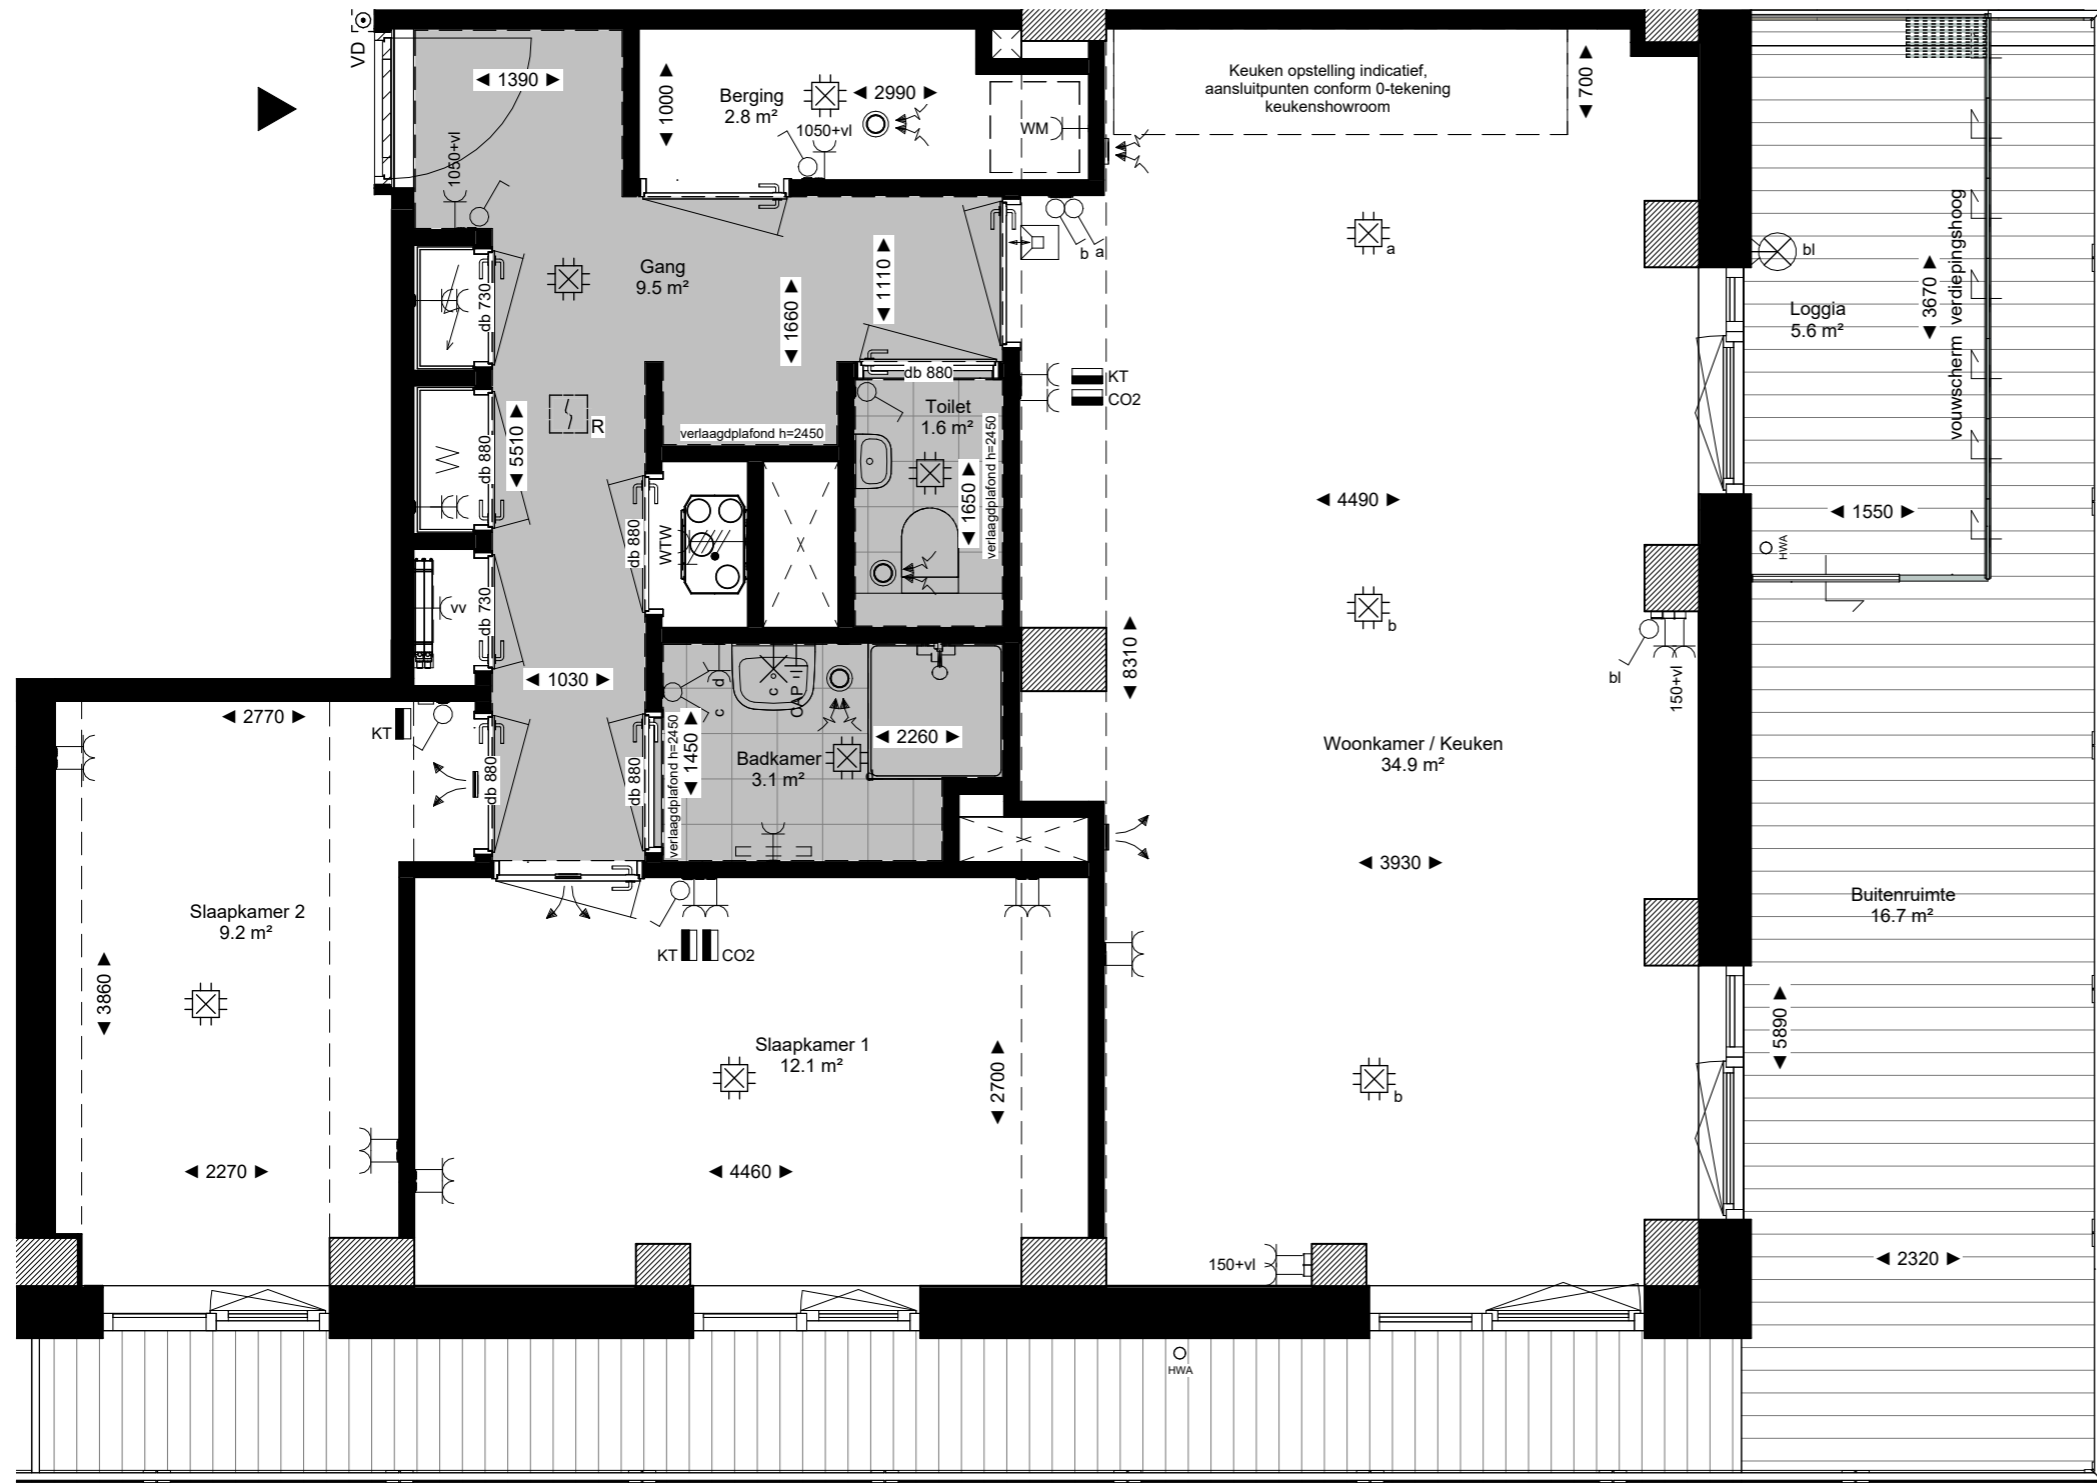 VD
◄ 1390 ►
◄ 1000 ►
Berging
2.8 m²
◄ 2990 ►
1050+vl
WM
Keuken opstelling indicatief,
aansluitpunten conform 0-tekening
keukenshowroom
◄ 700 ►
1050+vl
b a
a
bl
Loggia
5.6 m²
◄ 3670 ►
vouwscherm verdiepingshoog
Gang
9.5 m²
◄ 1110 ►
◄ 1660 ►
db 730
db 880
KT
CO2
Toilet
1.6 m²
verlaagdplafond h=2450
verlaagdplafond h=2450
R
W
db 880
◄ 5510 ►
◄ 1650 ►
◄ 4490 ►
◄ 1550 ►
HWA
db 880
WTW
vv
db 730
b
◄ 1030 ►
◄ 8310 ►
bl
150+vl
d
c
c
CAP
◄ 2770 ►
KT
db 880
db 880
verlaagdplafond h=2450
◄ 1450 ►
Badkamer
3.1 m²
◄ 2260 ►
Woonkamer / Keuken
34.9 m²
◄ 3930 ►
Slaapkamer 2
9.2 m²
Buitenruimte
16.7 m²
KT
CO2
◄ 3860 ►
Slaapkamer 1
12.1 m²
◄ 2700 ►
b
◄ 5890 ►
◄ 2270 ►
◄ 4460 ►
150+vl
◄ 2320 ►
HWA